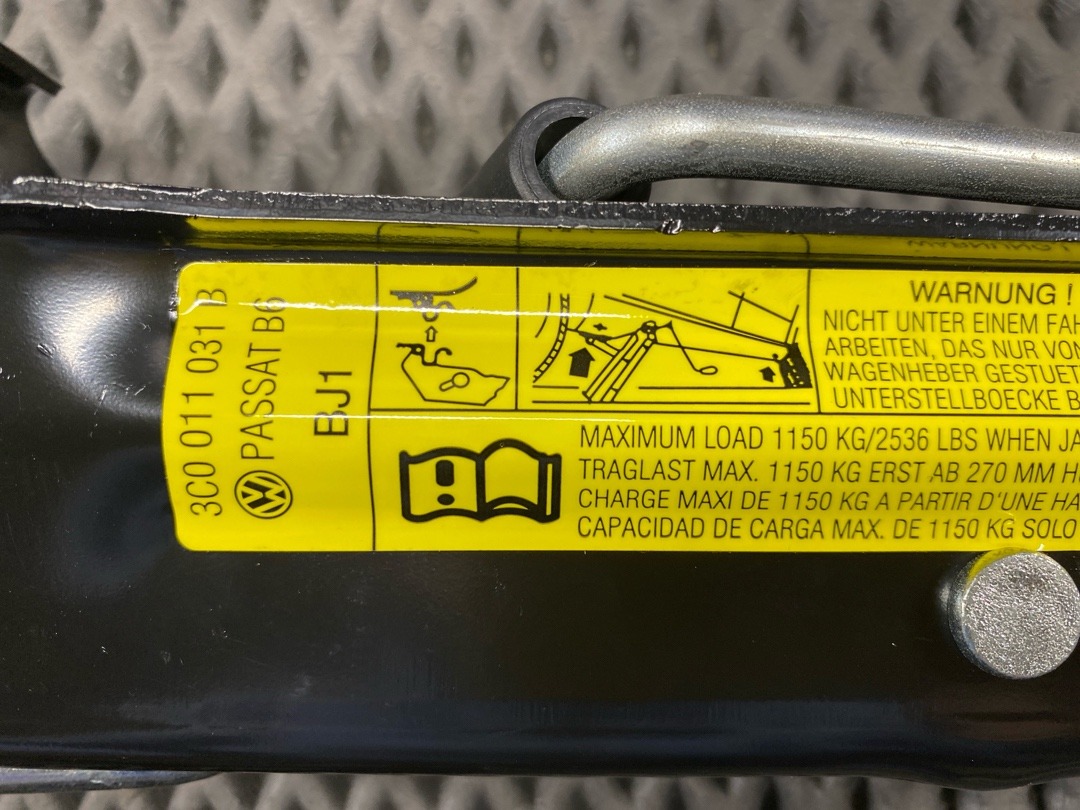 3C0 011 031 B
PASSAT B6
BJ1
WARNUNG !
NICHT UNTER EINEM FAH
ARBEITEN, DAS NUR VON
WAGENHEBER GESTUET
UNTERSTELLBOECKE B
MAXIMUM LOAD 1150 KG/2536 LBS WHEN JA
TRAGLAST MAX. 1150 KG ERST AB 270 MM H
CHARGE MAXI DE 1150 KG A PARTIR D'UNE HA
CAPACIDAD DE CARGA MAX. DE 1150 KG SOLO